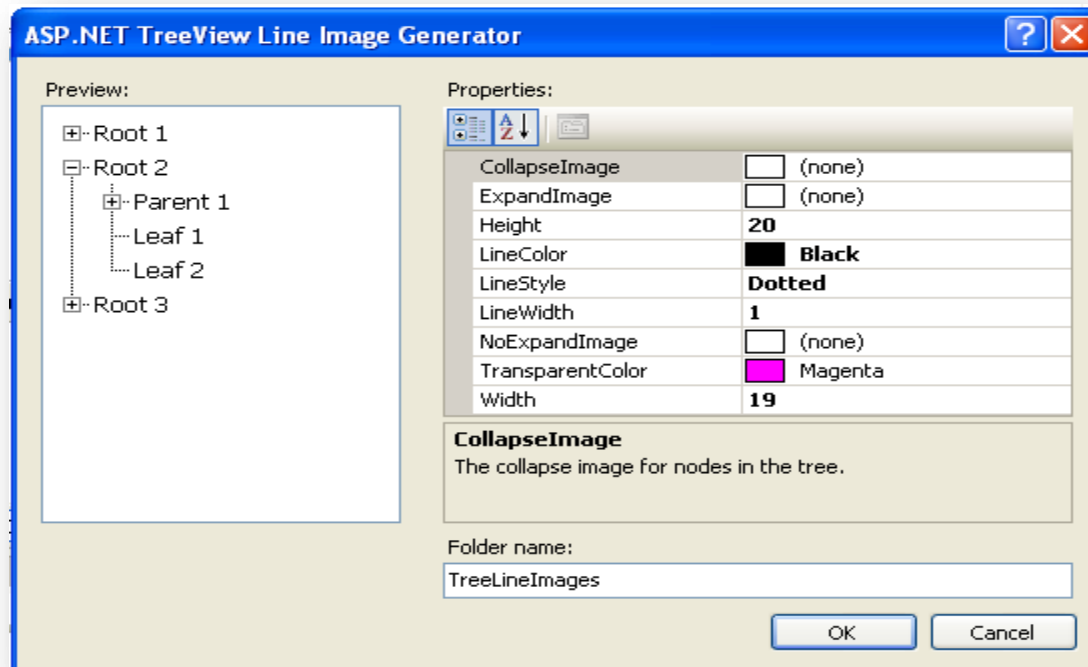 ASP.NET TreeView Line Image Generator
Preview:
Root 1
Root 2
Parent 1
Leaf 1
Leaf 2
Root 3
Properties:
CollapseImage (none)
ExpandImage (none)
Height 20
LineColor Black
LineStyle Dotted
LineWidth 1
NoExpandImage (none)
TransparentColor Magenta
Width 19
CollapseImage
The collapse image for nodes in the tree.
Folder name:
TreeLineImages
OK Cancel